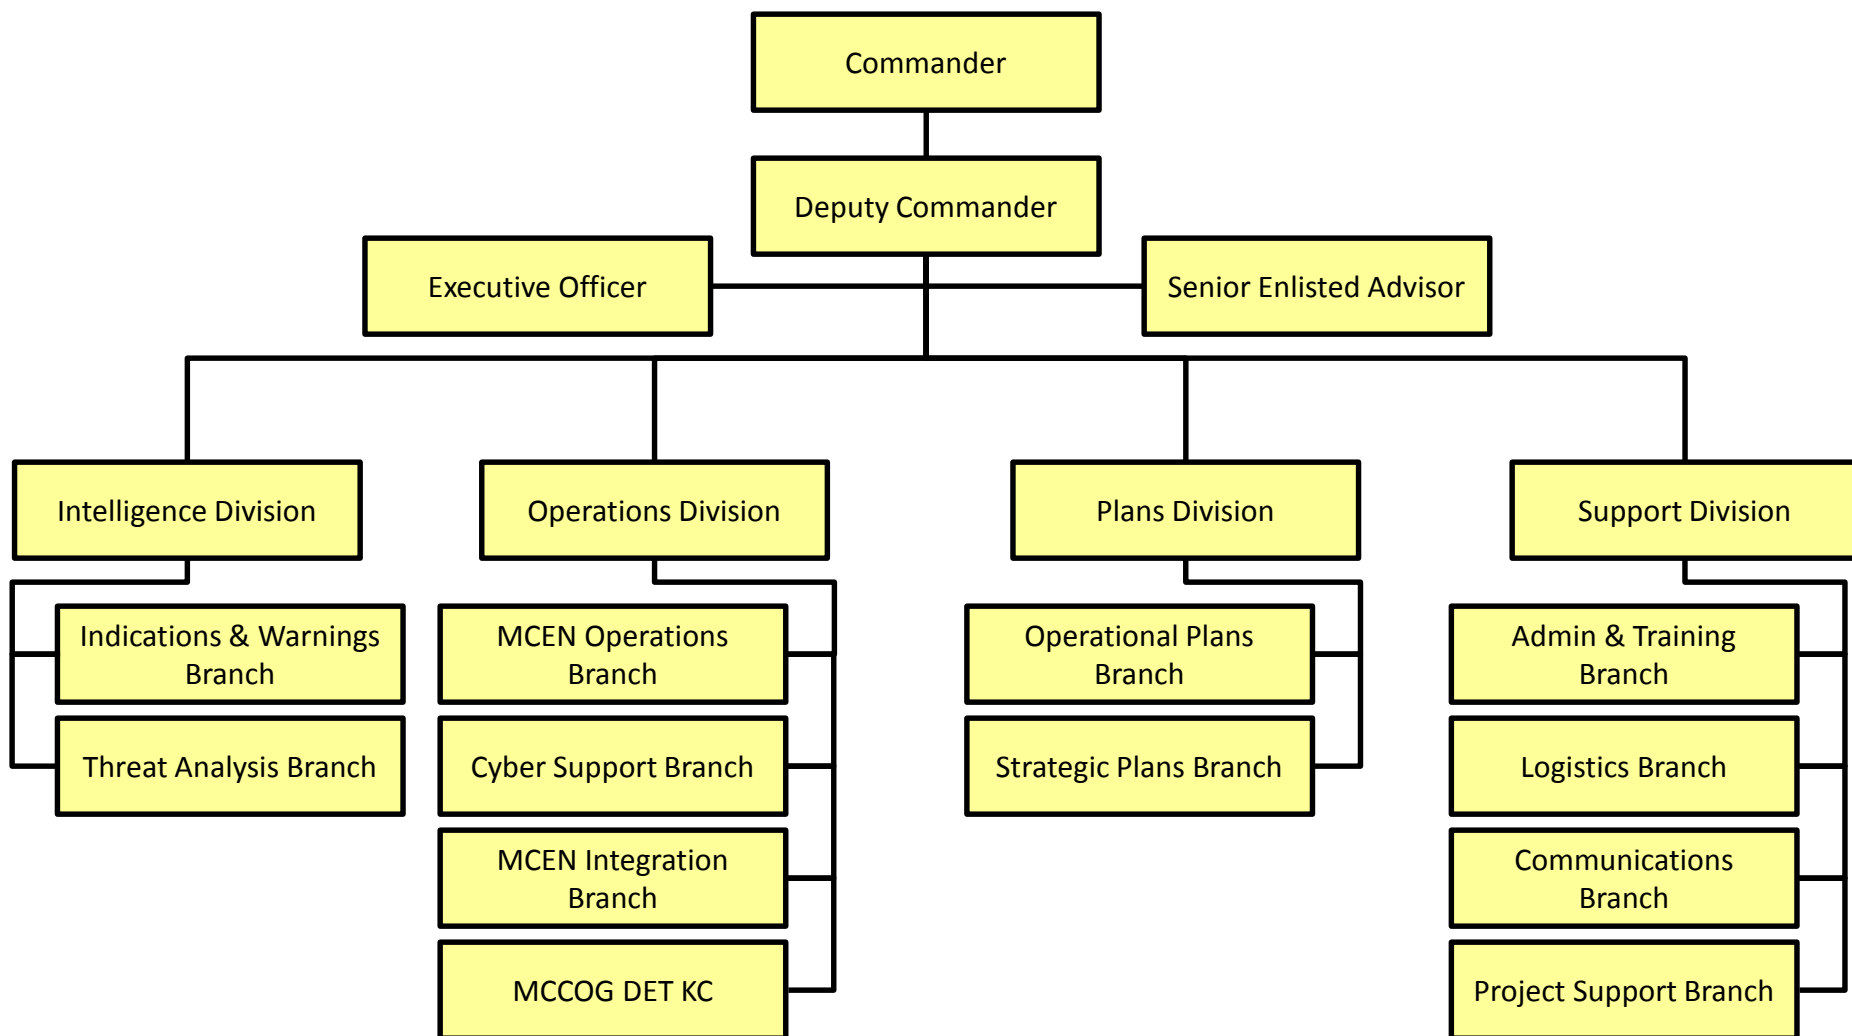 Commander
Deputy Commander
Executive Officer
Senior Enlisted Advisor
Intelligence Division
Operations Division
Plans Division
Support Division
Indications & Warnings
Branch
Threat Analysis Branch
MCEN Operations
Branch
Cyber Support Branch
MCEN Integration
Branch
MCCOG DET KC
Operational Plans
Branch
Strategic Plans Branch
Admin & Training
Branch
Logistics Branch
Communications
Branch
Project Support Branch